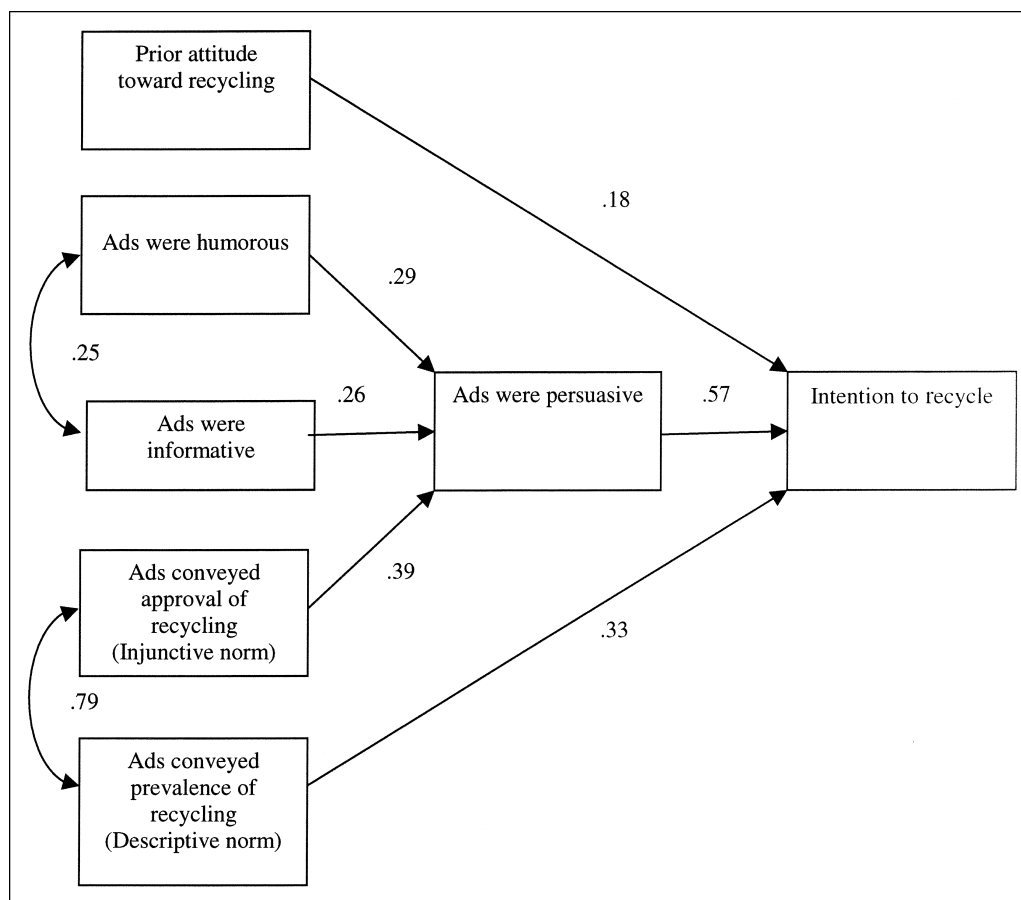 Prior attitude
toward recycling
.18
Ads were humorous
.29
.25
Ads were
informative
.26
Ads were persuasive
.57
Intention to recycle
Ads conveyed
approval of
recycling
(Injunctive norm)
.39
.33
.79
Ads conveyed
prevalence of
recycling
(Descriptive norm)